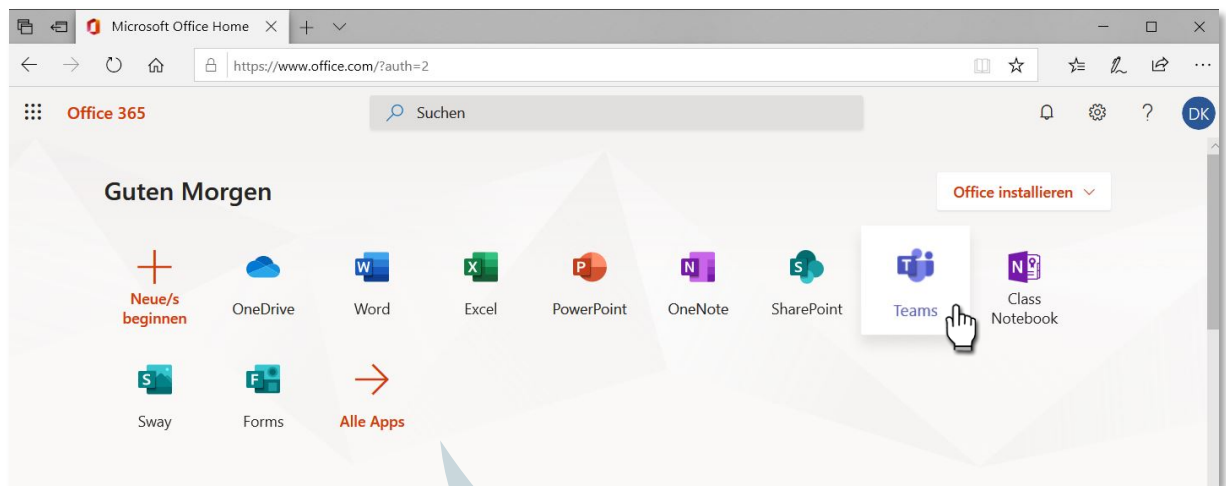 Microsoft Office Home
https://www.office.com/?auth=2
Office 365
Suchen
?
DK
Guten Morgen
Office installieren
Neue/s
beginnen
OneDrive
W
Word
X
Excel
P
PowerPoint
N
OneNote
S
SharePoint
T
Teams
N
Class
Notebook
S
Sway
F
Forms
Alle Apps